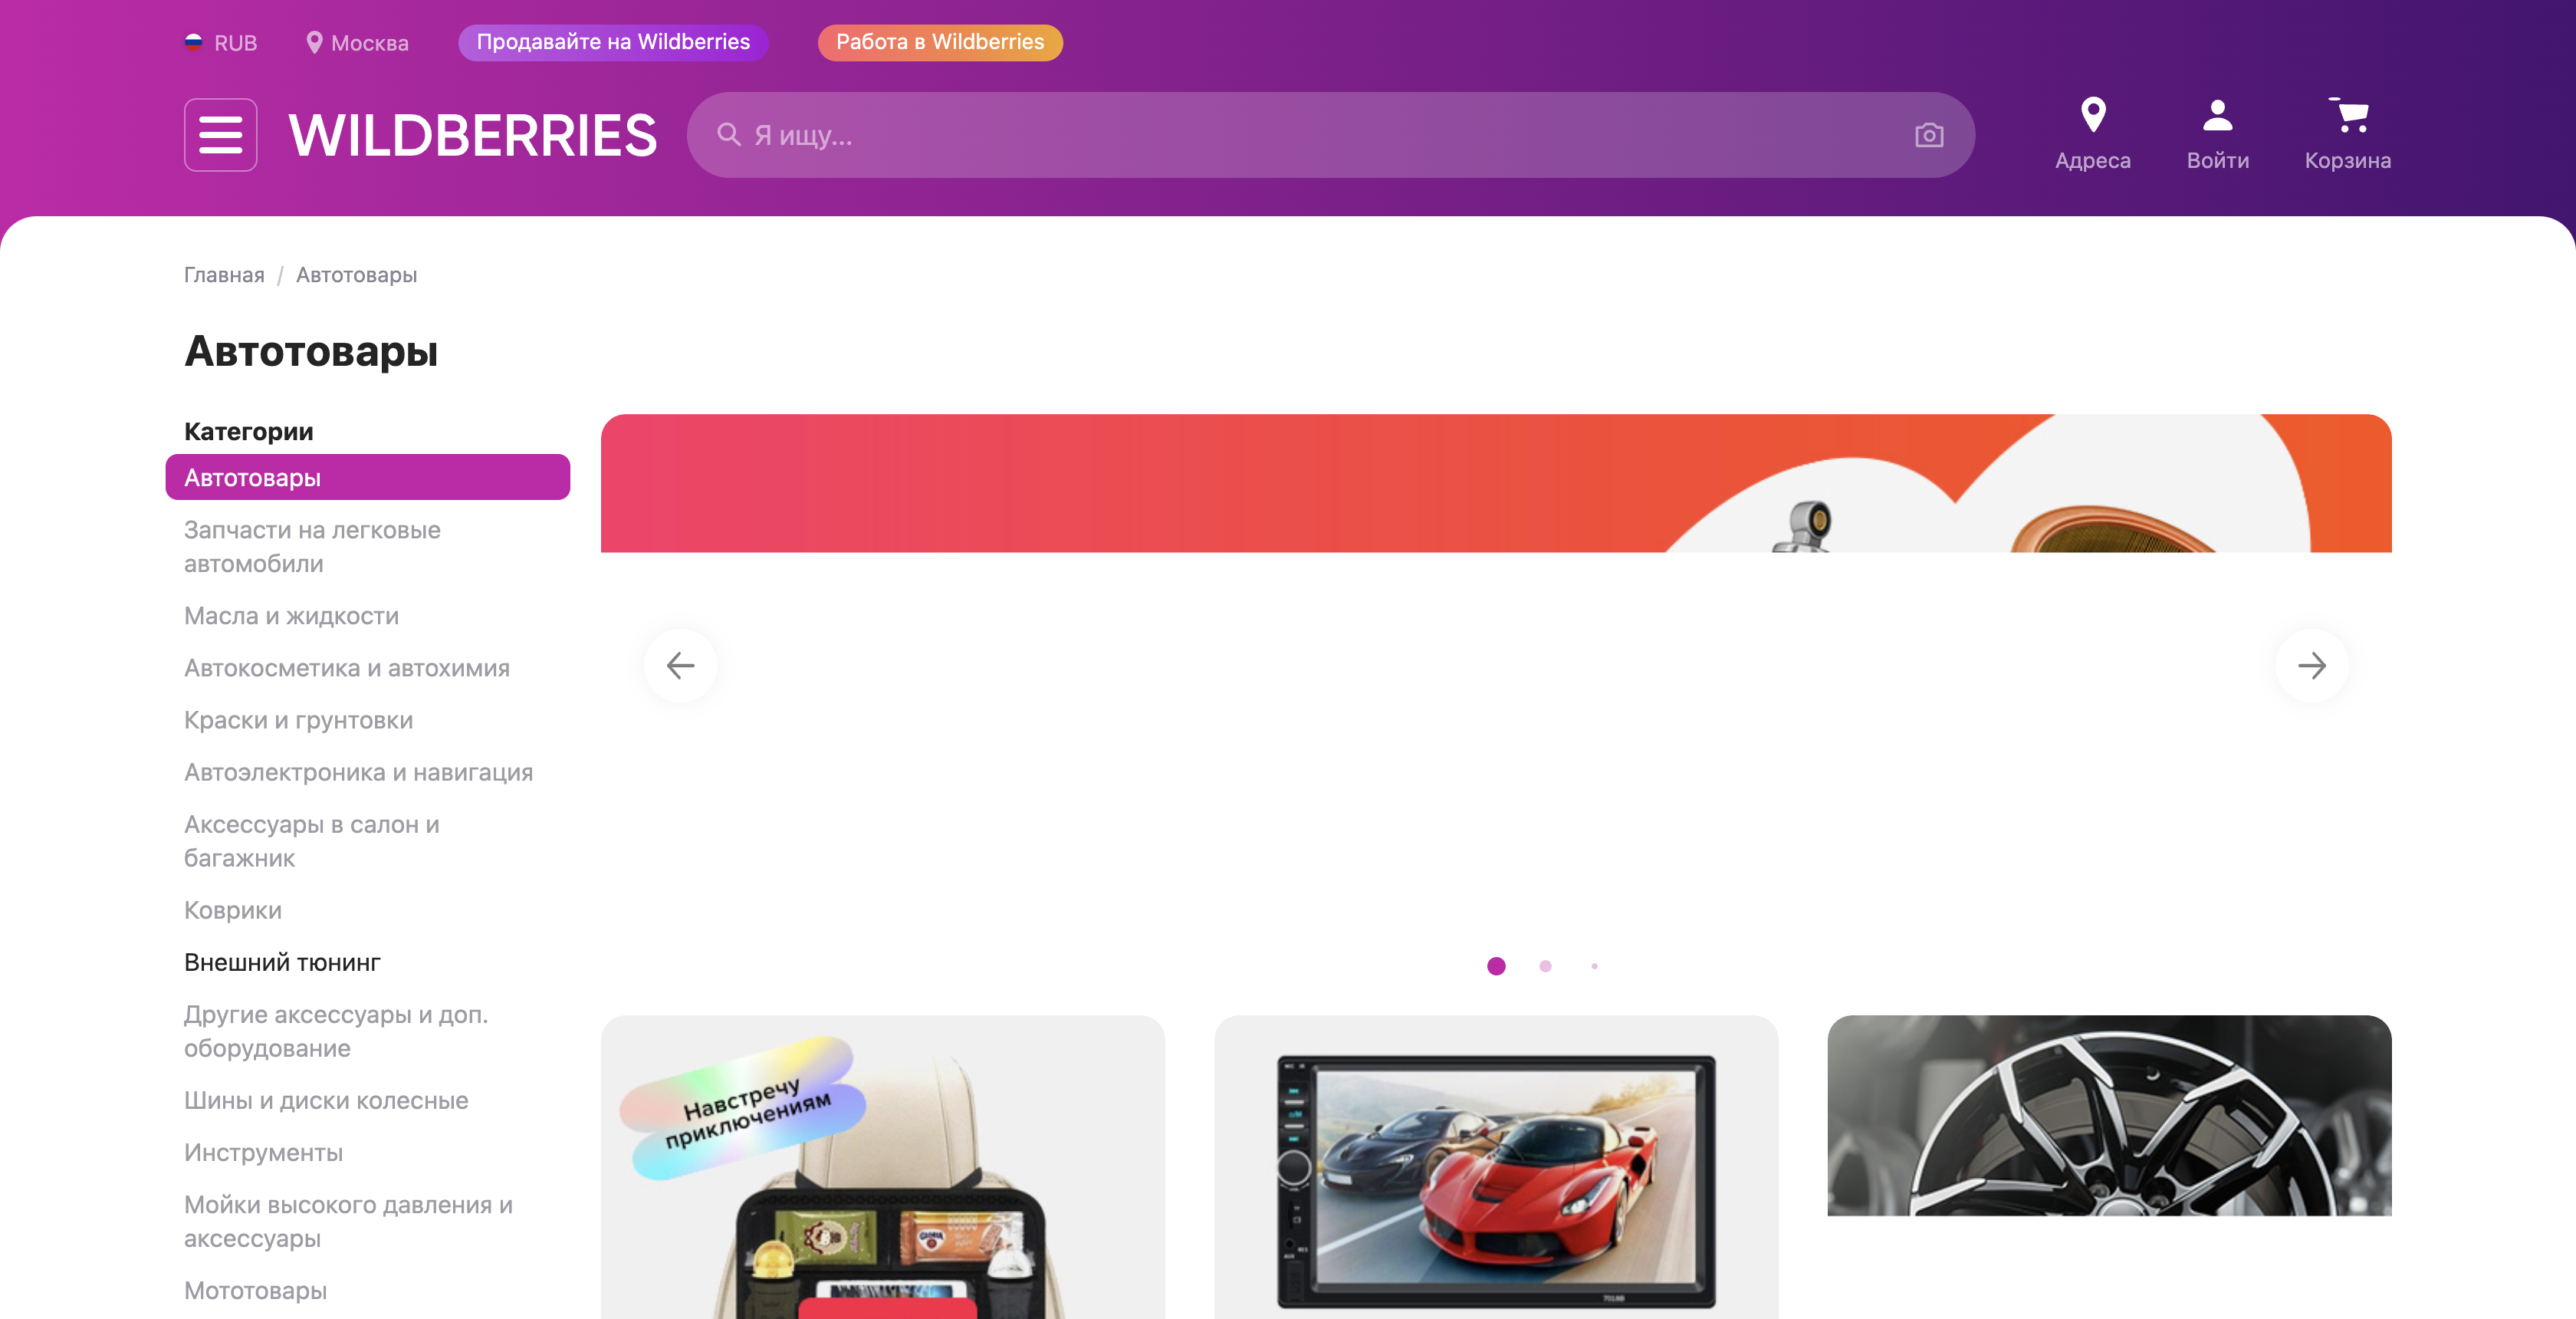 RUB
Москва
Продавайте на Wildberries
Работа в Wildberries
WILDBERRIES
Я ищу...
Адреса
Войти
Корзина
Главная / Автотовары
Автотовары
Категории
Автотовары
Запчасти на легковые
автомобили
Масла и жидкости
Автокосметика и автохимия
Краски и грунтовки
Автоэлектроника и навигация
Аксессуары в салон и
багажник
Коврики
Внешний тюнинг
Другие аксессуары и доп.
оборудование
Шины и диски колесные
Инструменты
Мойки высокого давления и
аксессуары
Мототовары
Навстречу
приключениям